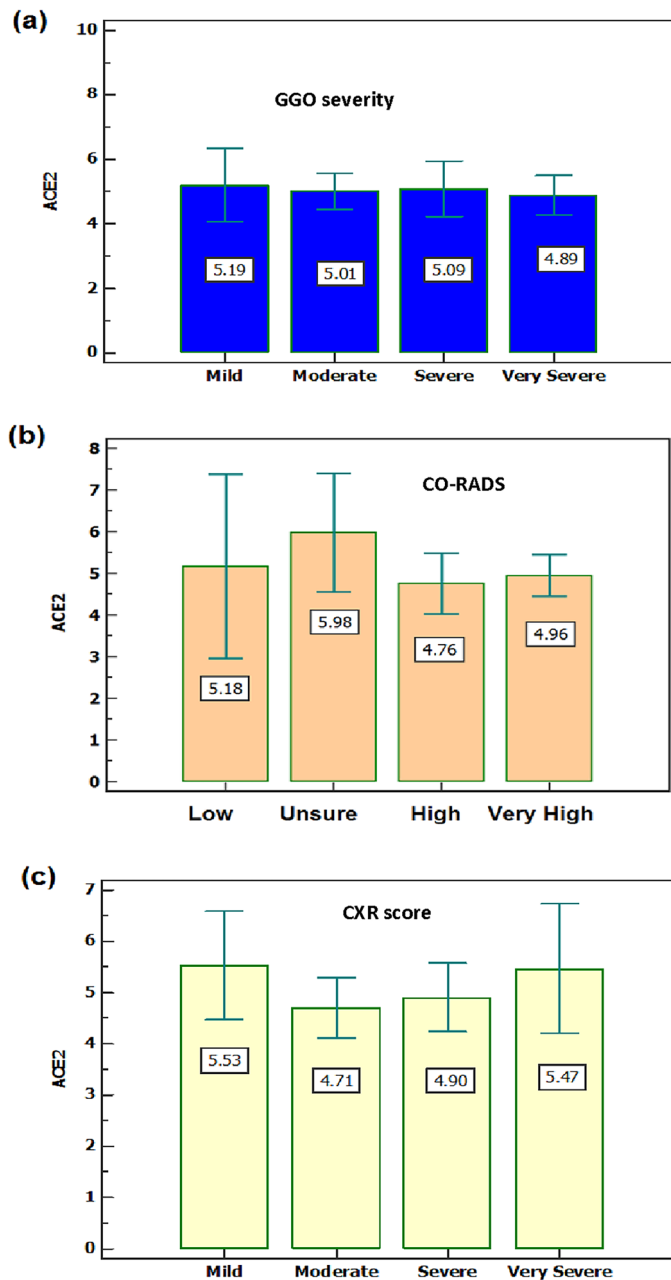 (a)
10
8
6
4
2
0
ACE2
GGO severity
5.19
5.01
5.09
4.89
Mild Moderate Severe Very Severe
(b)
8
7
6
5
4
3
2
1
0
ACE2
CO-RADS
5.18
5.98
4.76
4.96
Low Unsure High Very High
(c)
7
6
5
4
3
2
1
0
ACE2
CXR score
5.53
4.71
4.90
5.47
Mild Moderate Severe Very Severe